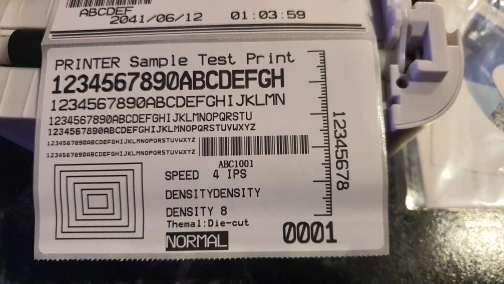 ABCDEF
2041/06/12 01:03:59
PRINTER Sample Test Print
1234567890ABCDEFGH
1234567890ABCDEFGHIJKLMN
1234567890ABCDEFGHIJKLMNOPQRSTU
1234567890ABCDEFGHIJKLMNOPQRSTUVWXYZ
1234567890ABCDEFGHIJKLMNOPQRSTUVWXYZ
1234567890ABCDEFGHIJKLMNOPQRSTUVWXYZ
ABC1001
SPEED 4 IPS
DENSITYDENSITY
DENSITY 8
Themal:Die-cut
NORMAL
0001
12345678